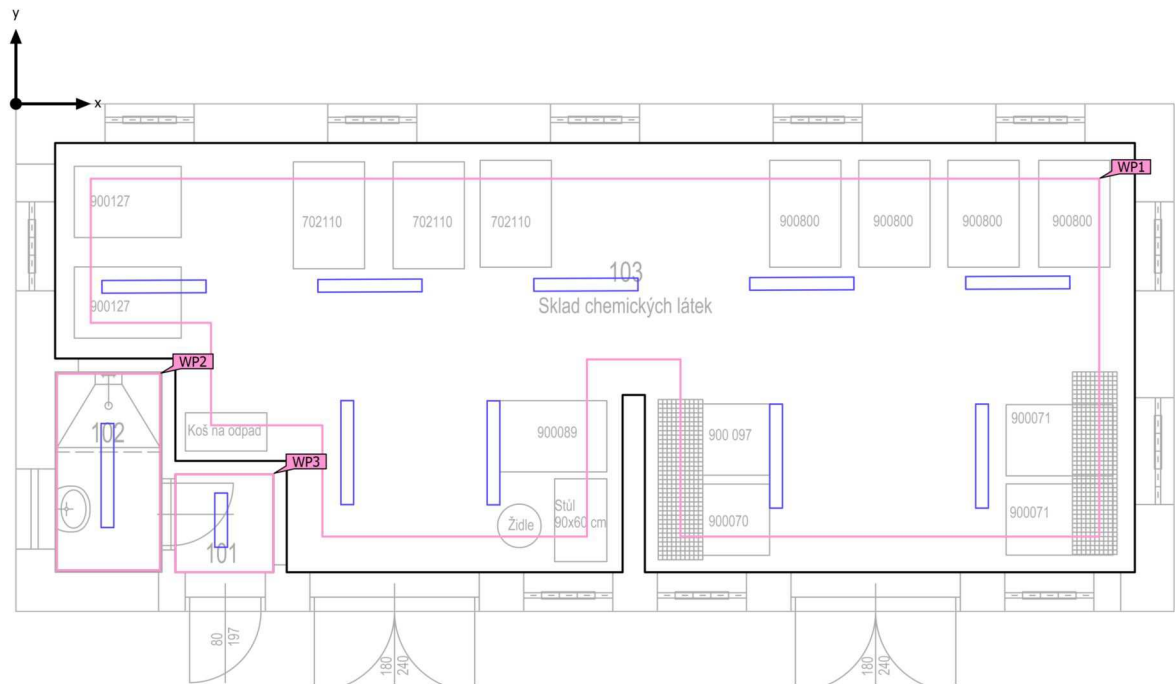 y
x
WP1
900127
702110
702110
702110
900800
900800
900800
900800
103
Sklad chemických látek
900127
WP2
102
Koš na odpad
900089
900 097
900071
WP3
Stůl
90x60 cm
Židle
900070
900071
101
80
197
180
240
180
240